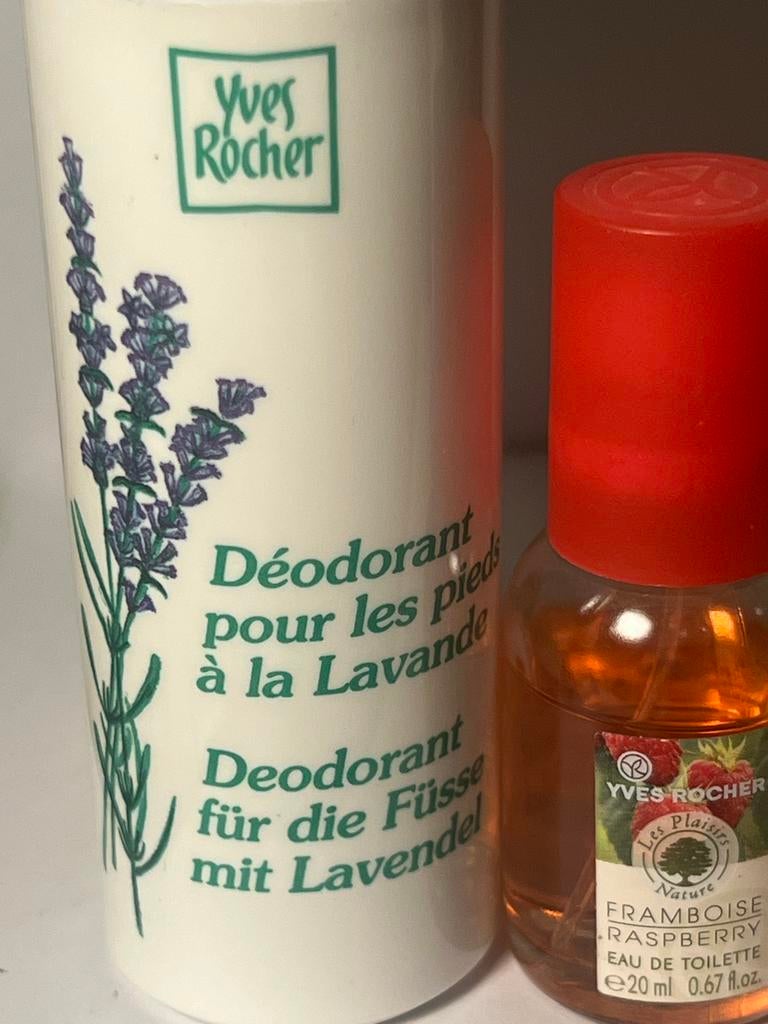 Yves
Rocher
Déodorant
pour les pieds
à la Lavande
Deodorant
für die Füsse
mit Lavendel
YVES ROCHER
Les Plaisirs
Nature
FRAMBOISE
RASPBERRY
EAU DE TOILETTE
℮20 ml 0.67 fl.oz.